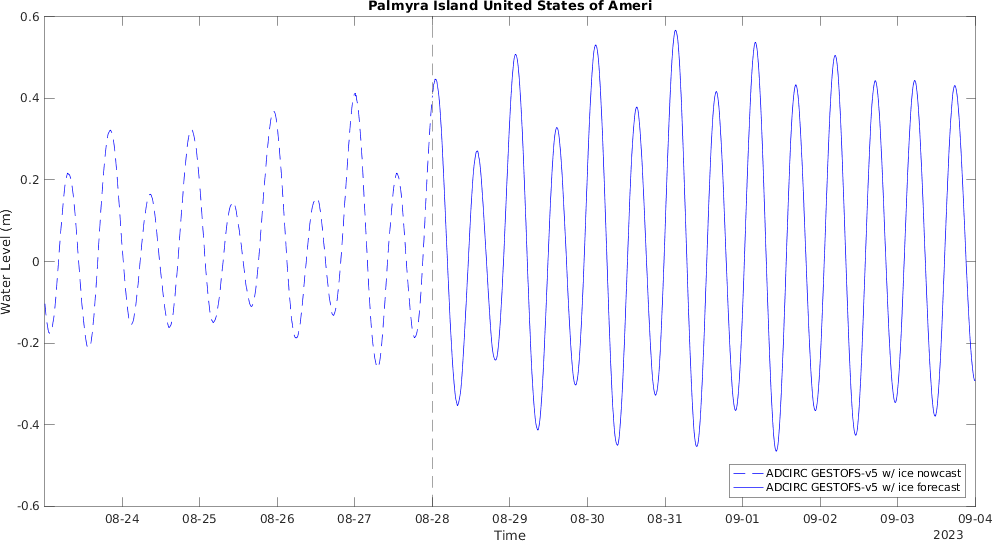 Palmyra Island United States of Ameri
Water Level (m)
0.6
0.4
0.2
0
-0.2
-0.4
-0.6
ADCIRC GESTOFS-v5 w/ ice nowcast
ADCIRC GESTOFS-v5 w/ ice forecast
08-24 08-25 08-26 08-27 08-28 08-29 08-30 08-31 09-01 09-02 09-03 09-04
Time
2023